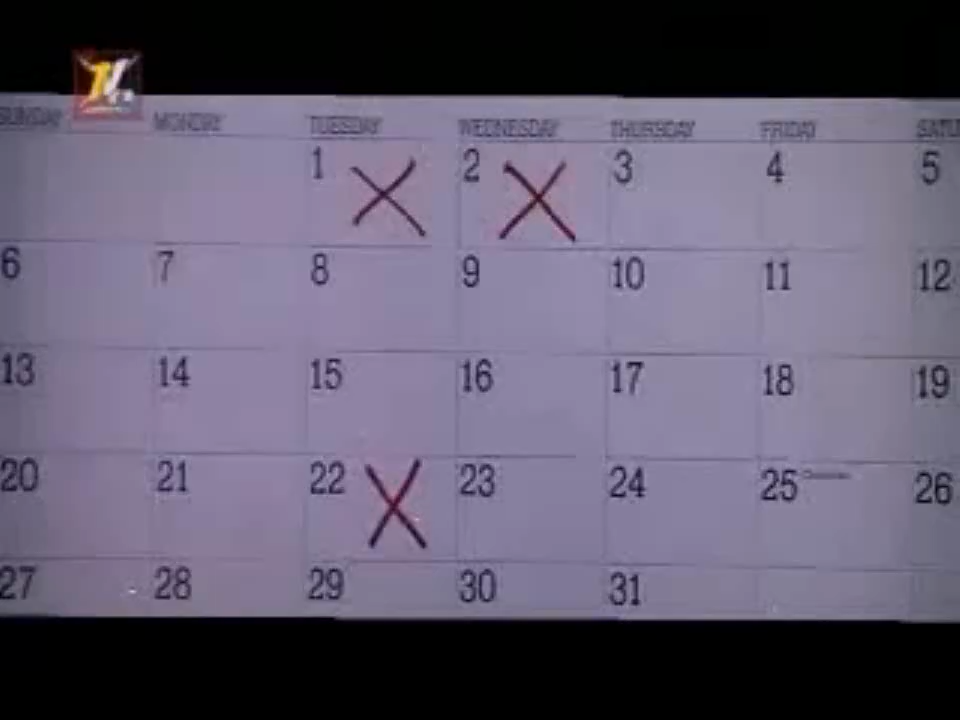 SUNDAY MONDAY TUESDAY WEDNESDAY THURSDAY FRIDAY SATU
1 2 3 4 5
6 7 8 9 10 11 12
13 14 15 16 17 18 19
20 21 22 23 24 25 26
27 28 29 30 31